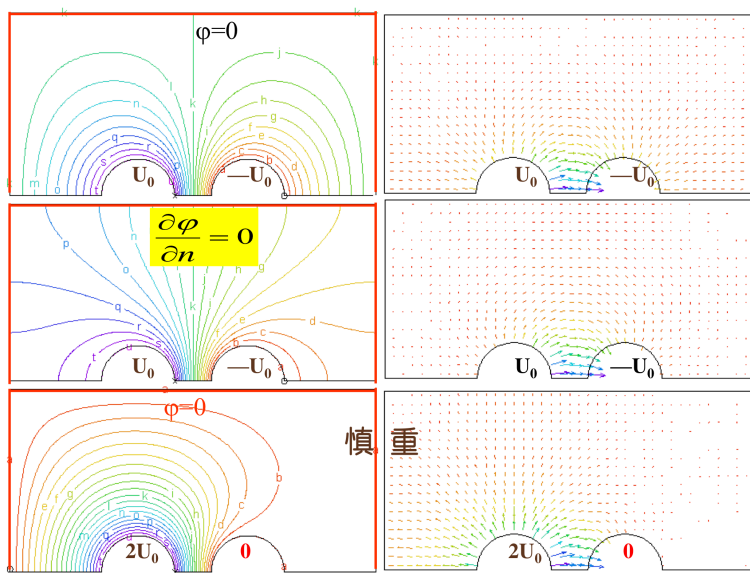 φ=0
k k
j
l
k k
n h
i g
q f
r e
s c
p a b d
k m o t
U₀ —U₀ U₀ —U₀
∂φ/∂n = 0
p n h g
o
k
q e
r f c d
t u s b a
U₀ —U₀ U₀ —U₀
a
φ=0
慎 重
a a
b
g k i
f l
e n c
m o p h
q r d
u s
2U₀ 0 a 2U₀ 0